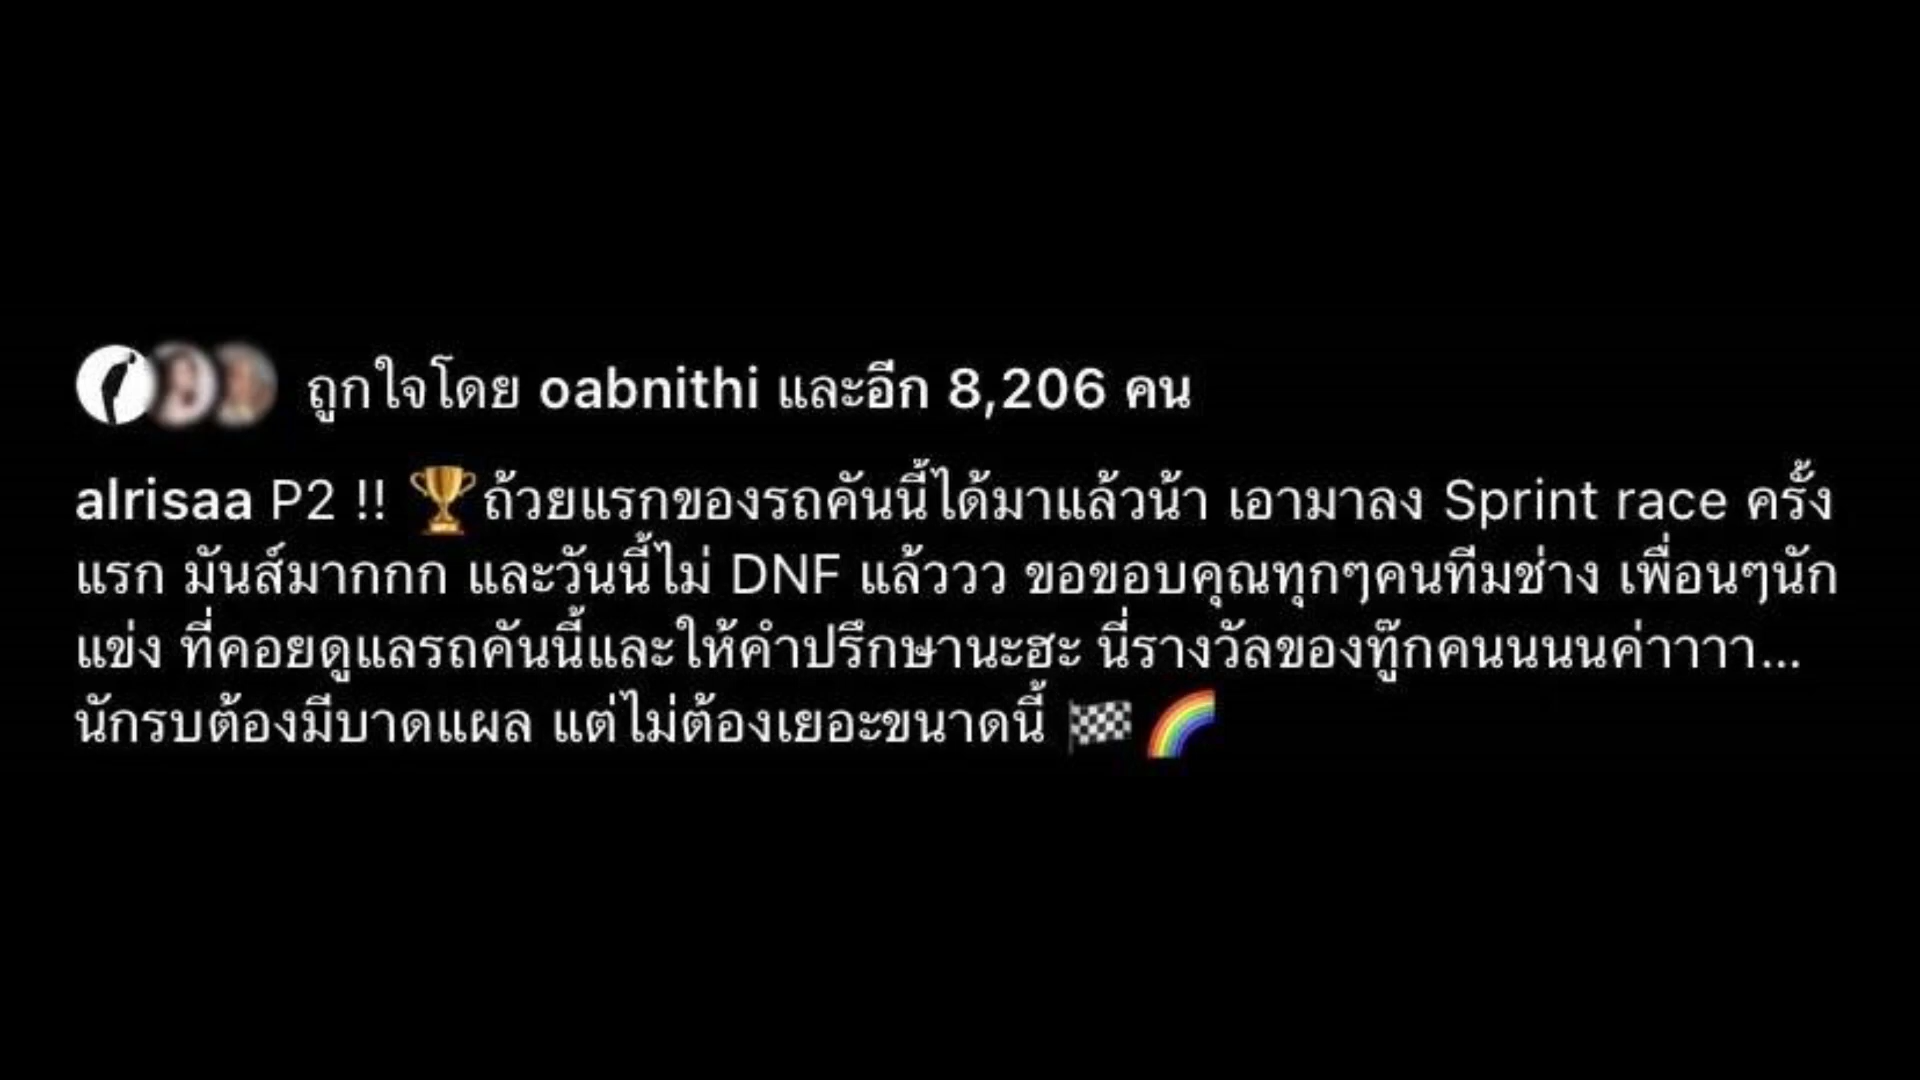 ถูกใจโดย oabnithi และอีก 8,206 คน
alrisaa P2 !! 🏆ถ้วยแรกของรถคันนี้ได้มาแล้วน้า เอามาลง Sprint race ครั้ง
แรก มันส์มากกก และวันนี้ไม่ DNF แล้ววว ขอขอบคุณทุกๆคนทีมช่าง เพื่อนๆนัก
แข่ง ที่คอยดูแลรถคันนี้และให้คำปรึกษานะฮะ นี่รางวัลของทู๊กคนนนนค่าาาา...
นักรบต้องมีบาดแผล แต่ไม่ต้องเยอะขนาดนี้ 🏁🌈